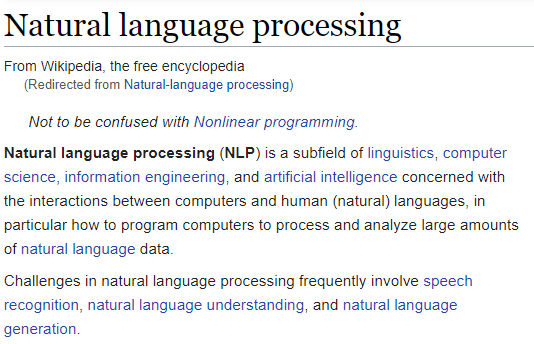 Natural language processing
From Wikipedia, the free encyclopedia
(Redirected from Natural-language processing)
Not to be confused with Nonlinear programming.
Natural language processing (NLP) is a subfield of linguistics, computer
science, information engineering, and artificial intelligence concerned with
the interactions between computers and human (natural) languages, in
particular how to program computers to process and analyze large amounts
of natural language data.
Challenges in natural language processing frequently involve speech
recognition, natural language understanding, and natural language
generation.